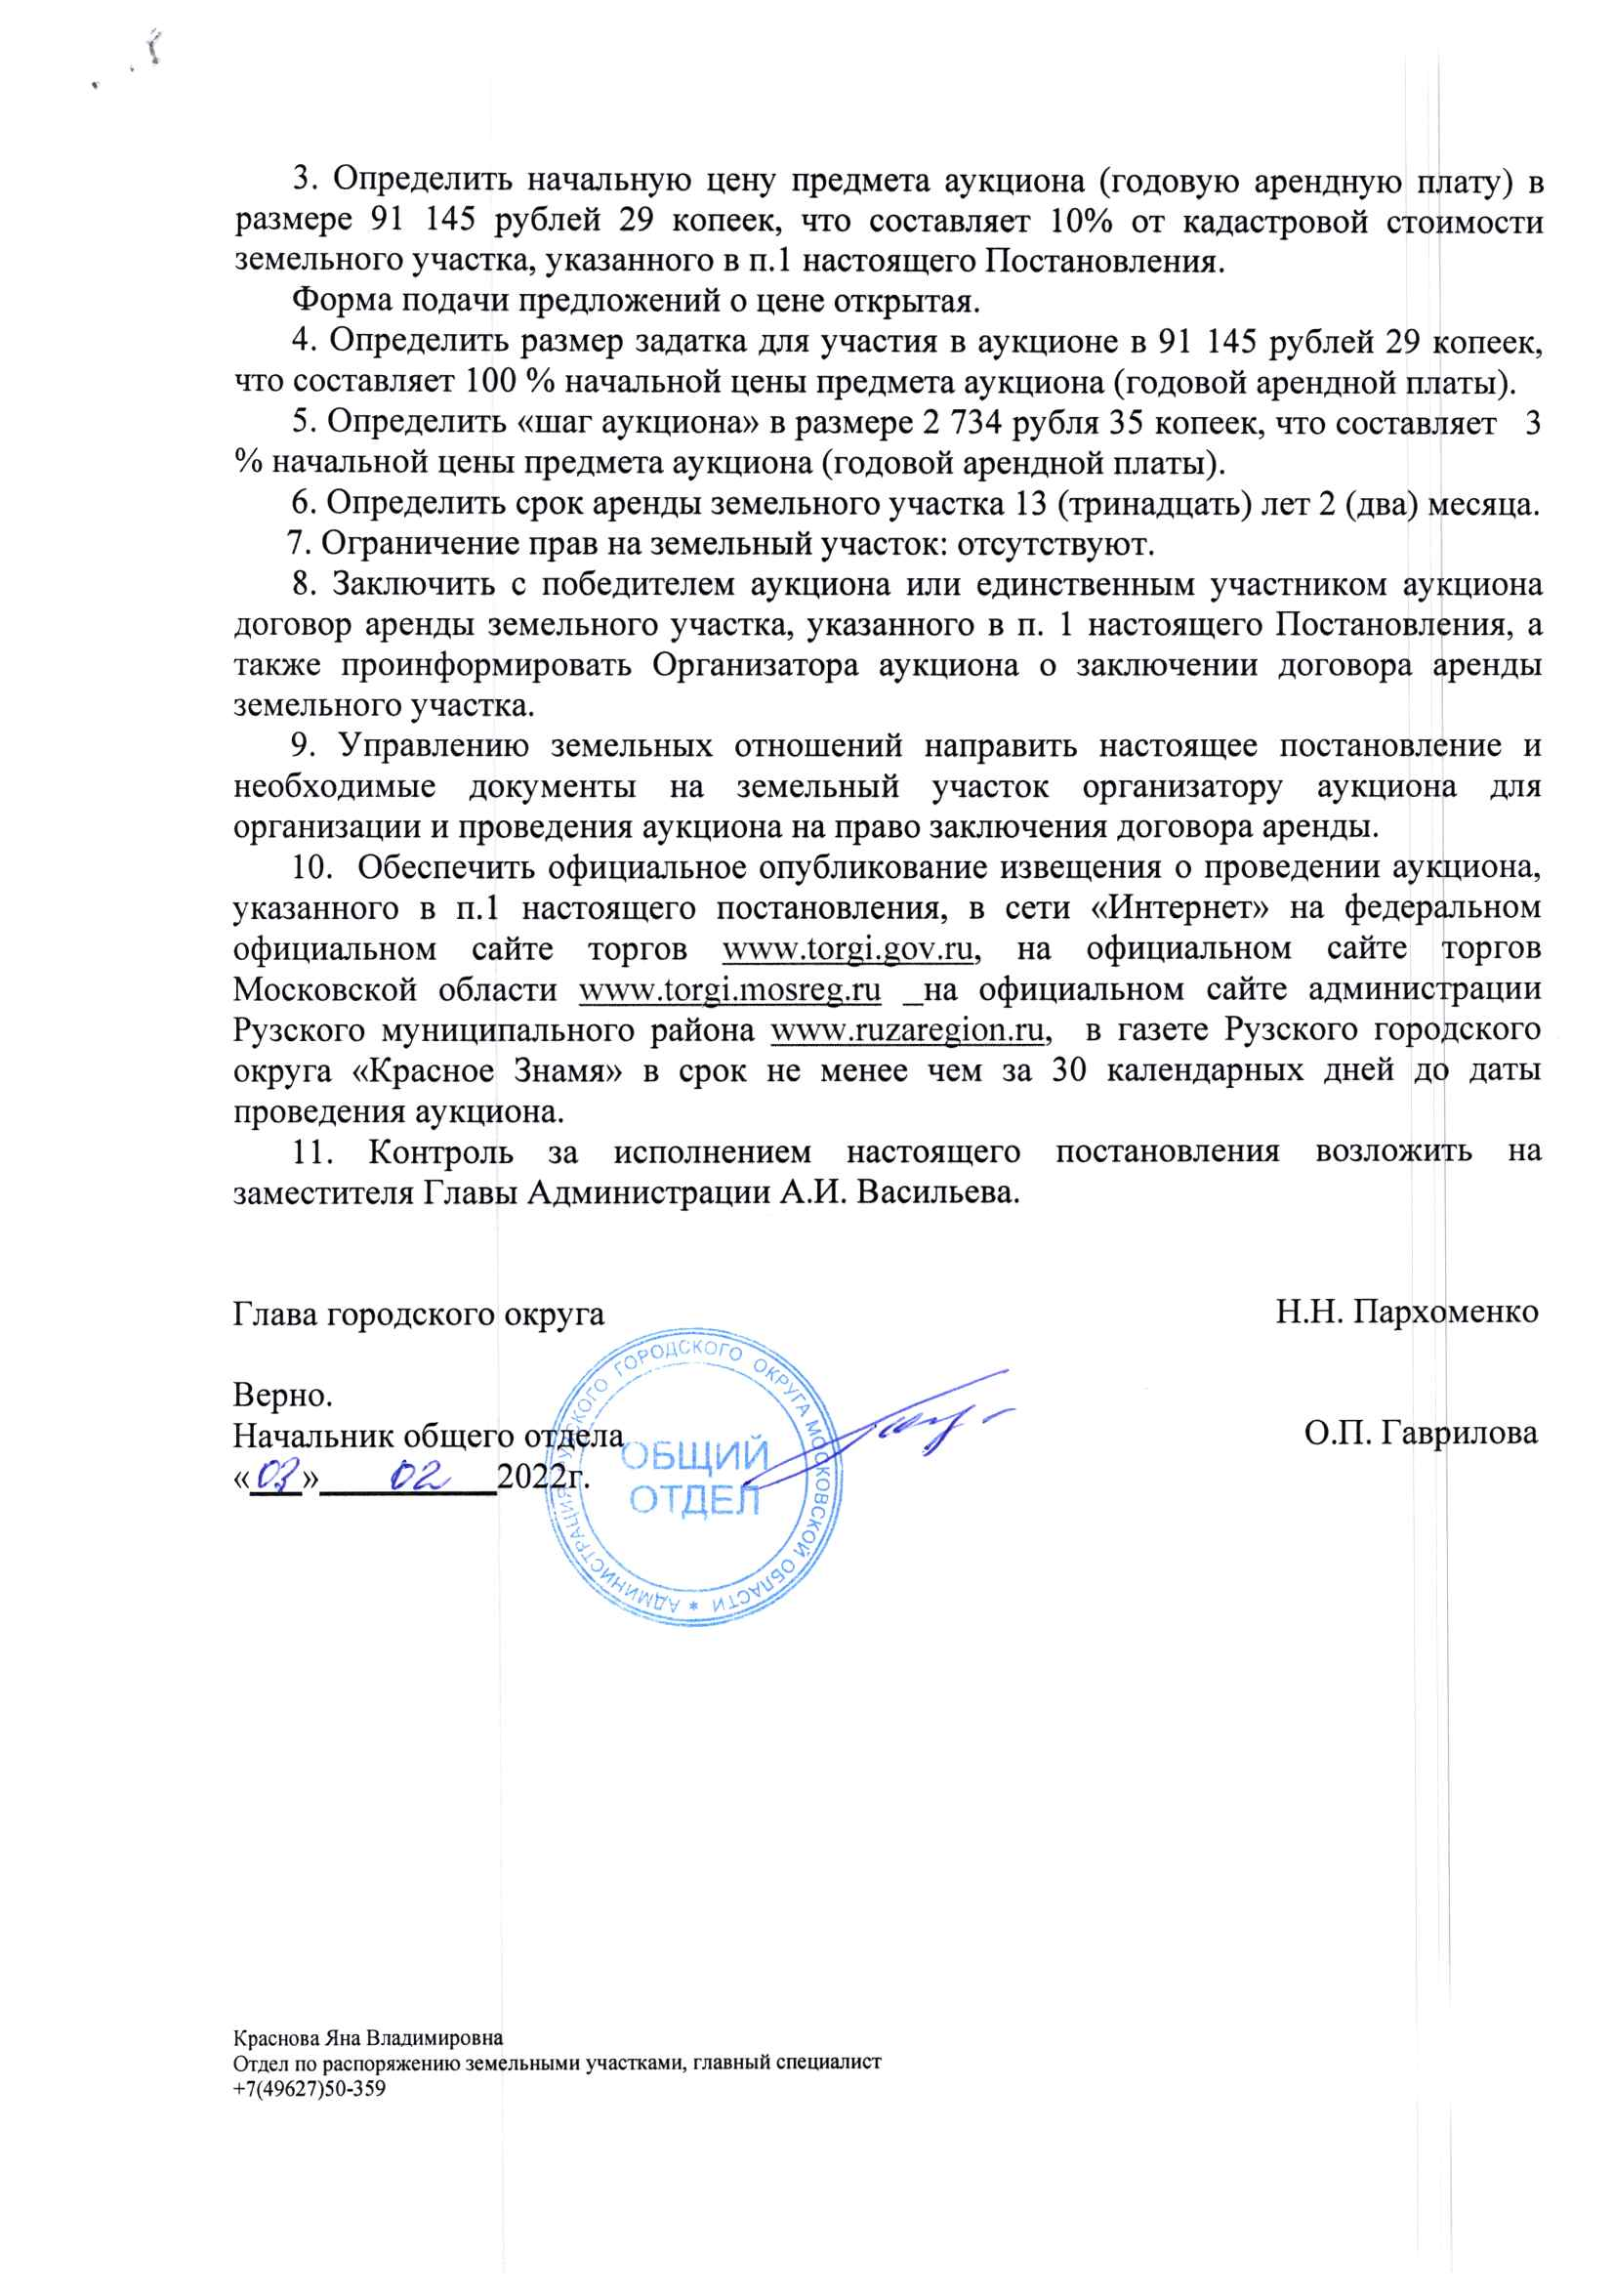 3. Определить начальную цену предмета аукциона (годовую арендную плату) в
размере 91 145 рублей 29 копеек, что составляет 10% от кадастровой стоимости
земельного участка, указанного в п.1 настоящего Постановления.
Форма подачи предложений о цене открытая.
4. Определить размер задатка для участия в аукционе в 91 145 рублей 29 копеек,
что составляет 100 % начальной цены предмета аукциона (годовой арендной платы).
5. Определить «шаг аукциона» в размере 2 734 рубля 35 копеек, что составляет 3
% начальной цены предмета аукциона (годовой арендной платы).
6. Определить срок аренды земельного участка 13 (тринадцать) лет 2 (два) месяца.
7. Ограничение прав на земельный участок: отсутствуют.
8. Заключить с победителем аукциона или единственным участником аукциона
договор аренды земельного участка, указанного в п. 1 настоящего Постановления, а
также проинформировать Организатора аукциона о заключении договора аренды
земельного участка.
9. Управлению земельных отношений направить настоящее постановление и
необходимые документы на земельный участок организатору аукциона для
организации и проведения аукциона на право заключения договора аренды.
10. Обеспечить официальное опубликование извещения о проведении аукциона,
указанного в п.1 настоящего постановления, в сети «Интернет» на федеральном
официальном сайте торгов www.torgi.gov.ru, на официальном сайте торгов
Московской области www.torgi.mosreg.ru _на официальном сайте администрации
Рузского муниципального района www.ruzaregion.ru, в газете Рузского городского
округа «Красное Знамя» в срок не менее чем за 30 календарных дней до даты
проведения аукциона.
11. Контроль за исполнением настоящего постановления возложить на
заместителя Главы Администрации А.И. Васильева.
Глава городского округа Н.Н. Пархоменко
Верно.
Начальник общего отдела О.П. Гаврилова
«03» 02 2022г.
АДМИНИСТРАЦИЯ РУЗСКОГО ГОРОДСКОГО ОКРУГА МОСКОВСКОЙ ОБЛАСТИ *
ОБЩИЙ
ОТДЕЛ
Краснова Яна Владимировна
Отдел по распоряжению земельными участками, главный специалист
+7(49627)50-359